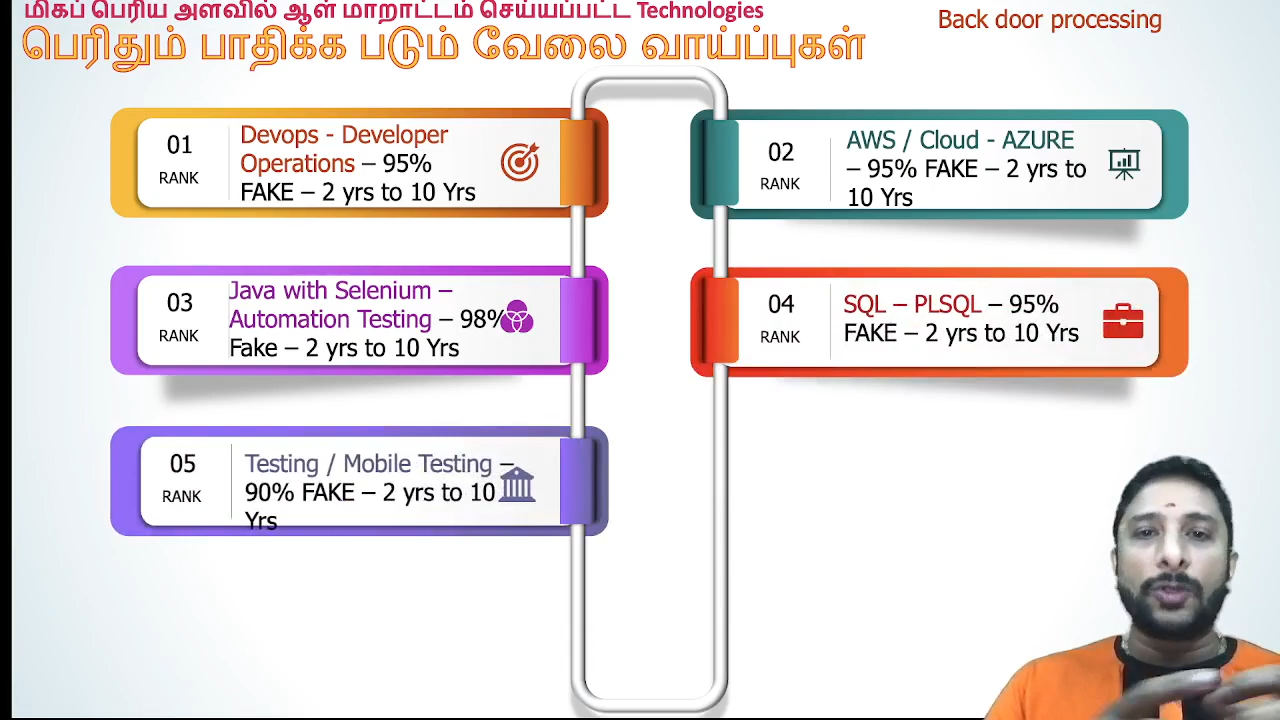 மிகப் பெரிய அளவில் ஆள் மாறாட்டம் செய்யப்பட்ட Technologies
பெரிதும் பாதிக்க படும் வேலை வாய்ப்புகள்
Back door processing
01
RANK
Devops - Developer
Operations – 95%
FAKE – 2 yrs to 10 Yrs
02
RANK
AWS / Cloud - AZURE
– 95% FAKE – 2 yrs to
10 Yrs
03
RANK
Java with Selenium –
Automation Testing – 98%
Fake – 2 yrs to 10 Yrs
04
RANK
SQL – PLSQL – 95%
FAKE – 2 yrs to 10 Yrs
05
RANK
Testing / Mobile Testing –
90% FAKE – 2 yrs to 10
Yrs